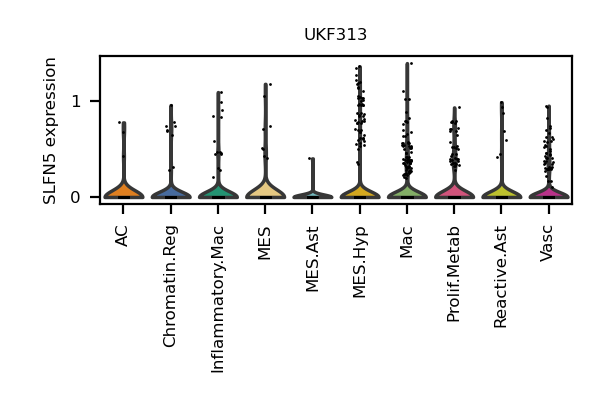 UKF313
SLFN5 expression
1
0
AC
Chromatin.Reg
Inflammatory.Mac
MES
MES.Ast
MES.Hyp
Mac
Prolif.Metab
Reactive.Ast
Vasc